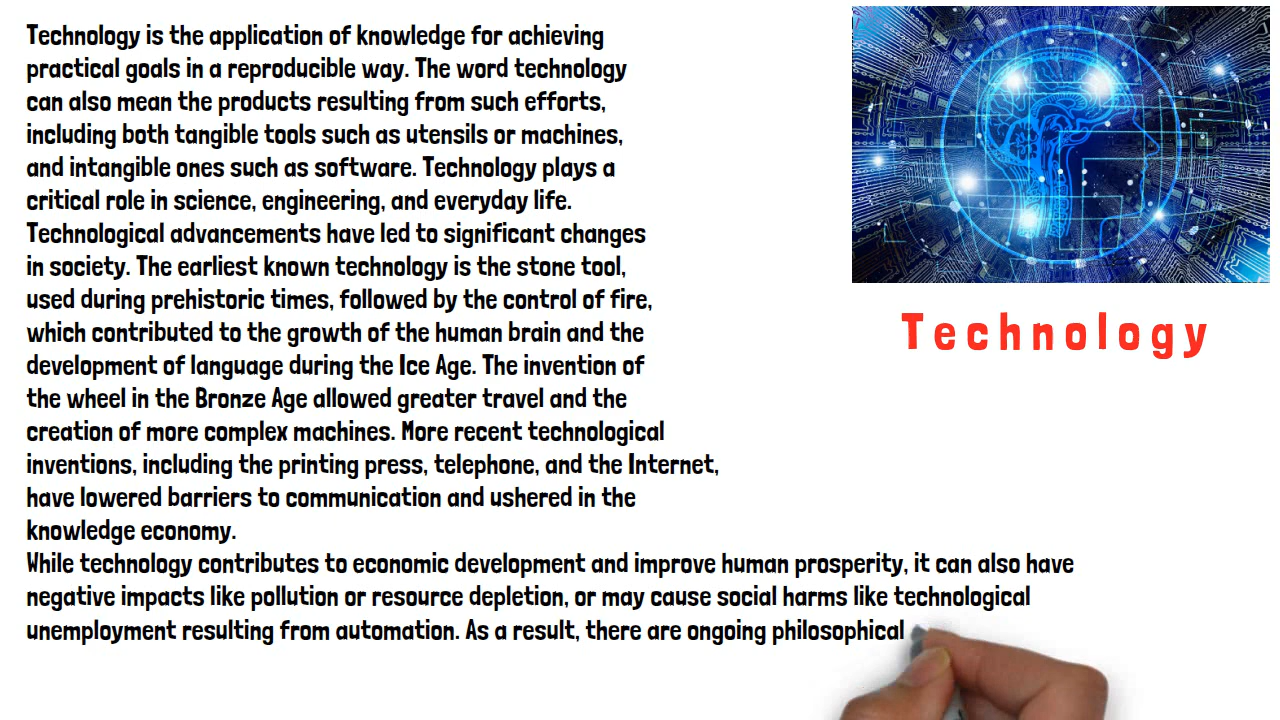 Technology is the application of knowledge for achieving
practical goals in a reproducible way. The word technology
can also mean the products resulting from such efforts,
including both tangible tools such as utensils or machines,
and intangible ones such as software. Technology plays a
critical role in science, engineering, and everyday life.
Technological advancements have led to significant changes
in society. The earliest known technology is the stone tool,
used during prehistoric times, followed by the control of fire,
which contributed to the growth of the human brain and the
development of language during the Ice Age. The invention of
the wheel in the Bronze Age allowed greater travel and the
creation of more complex machines. More recent technological
inventions, including the printing press, telephone, and the Internet,
have lowered barriers to communication and ushered in the
knowledge economy.
While technology contributes to economic development and improve human prosperity, it can also have
negative impacts like pollution or resource depletion, or may cause social harms like technological
unemployment resulting from automation. As a result, there are ongoing philosophical
Technology